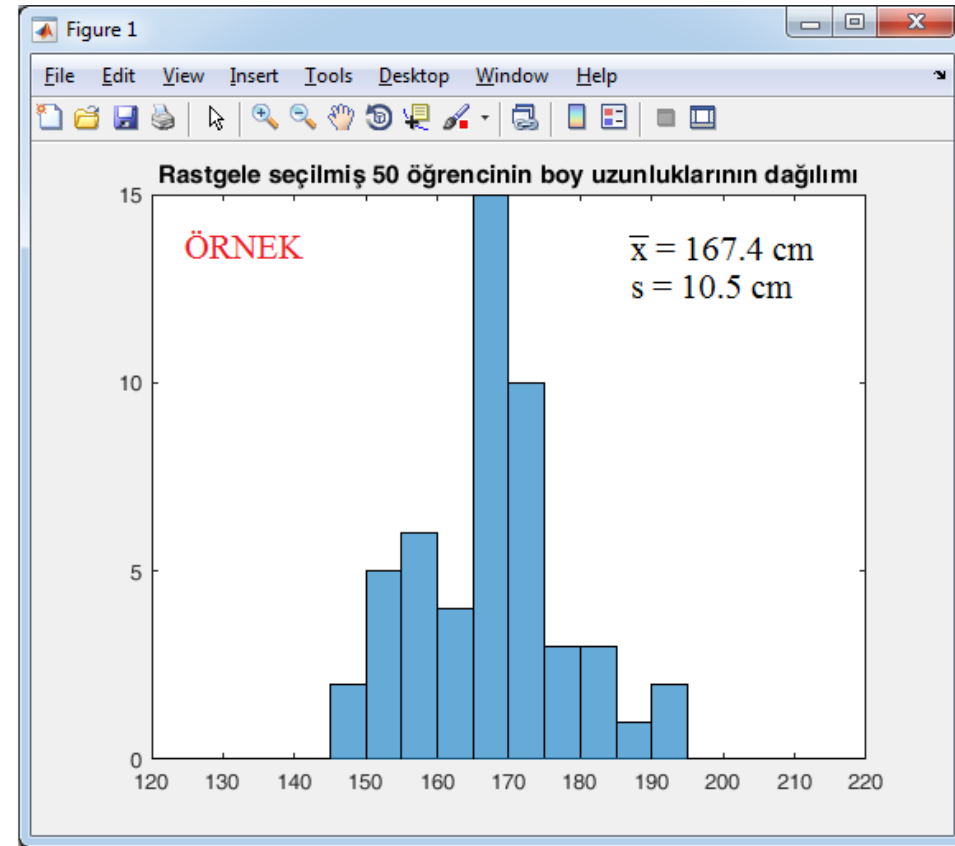 Figure 1
File Edit View Insert Tools Desktop Window Help
Rastgele seçilmiş 50 öğrencinin boy uzunluklarının dağılımı
ÖRNEK
x̅ = 167.4 cm
s = 10.5 cm
15
10
5
0
120 130 140 150 160 170 180 190 200 210 220